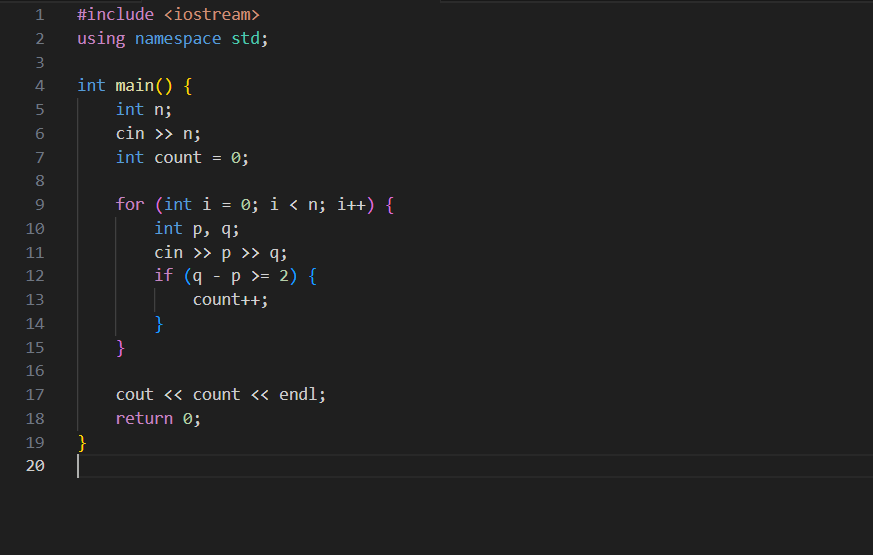 1 #include <iostream>
2 using namespace std;
3
4 int main() {
5     int n;
6     cin >> n;
7     int count = 0;
8
9     for (int i = 0; i < n; i++) {
10         int p, q;
11         cin >> p >> q;
12         if (q - p >= 2) {
13             count++;
14         }
15     }
16
17     cout << count << endl;
18     return 0;
19 }
20